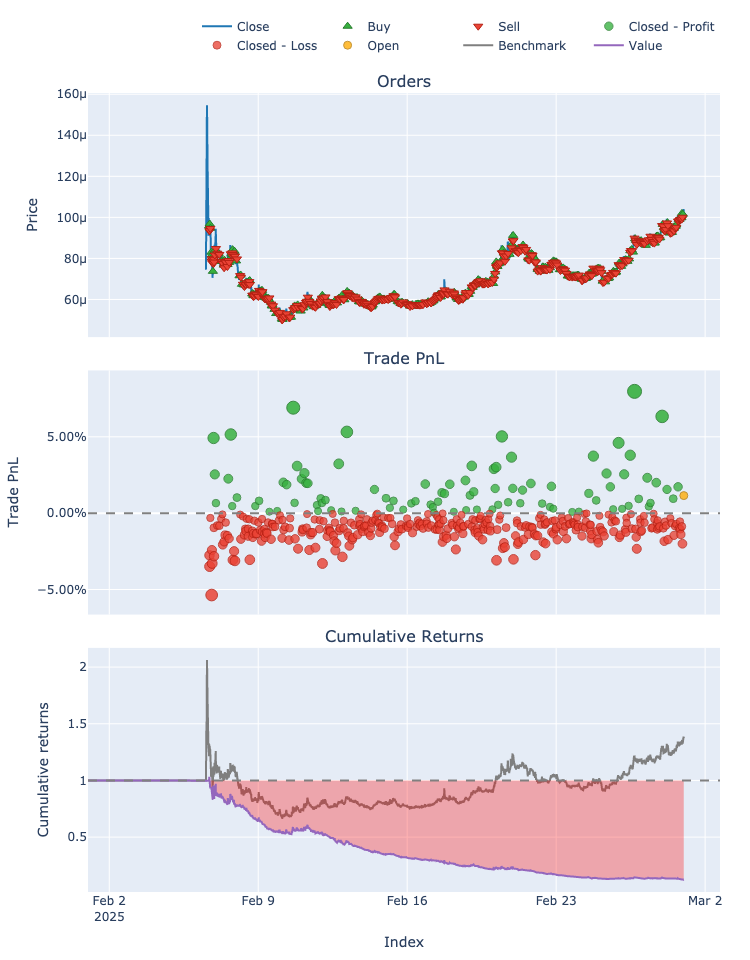 Close Buy Sell Closed - Profit
Closed - Loss Open Benchmark Value
Orders
160µ
140µ
120µ
100µ
80µ
60µ
Price
Trade PnL
5.00%
0.00%
−5.00%
Trade PnL
Cumulative Returns
2
1.5
1
0.5
Cumulative returns
Feb 2 Feb 9 Feb 16 Feb 23 Mar 2
2025
Index